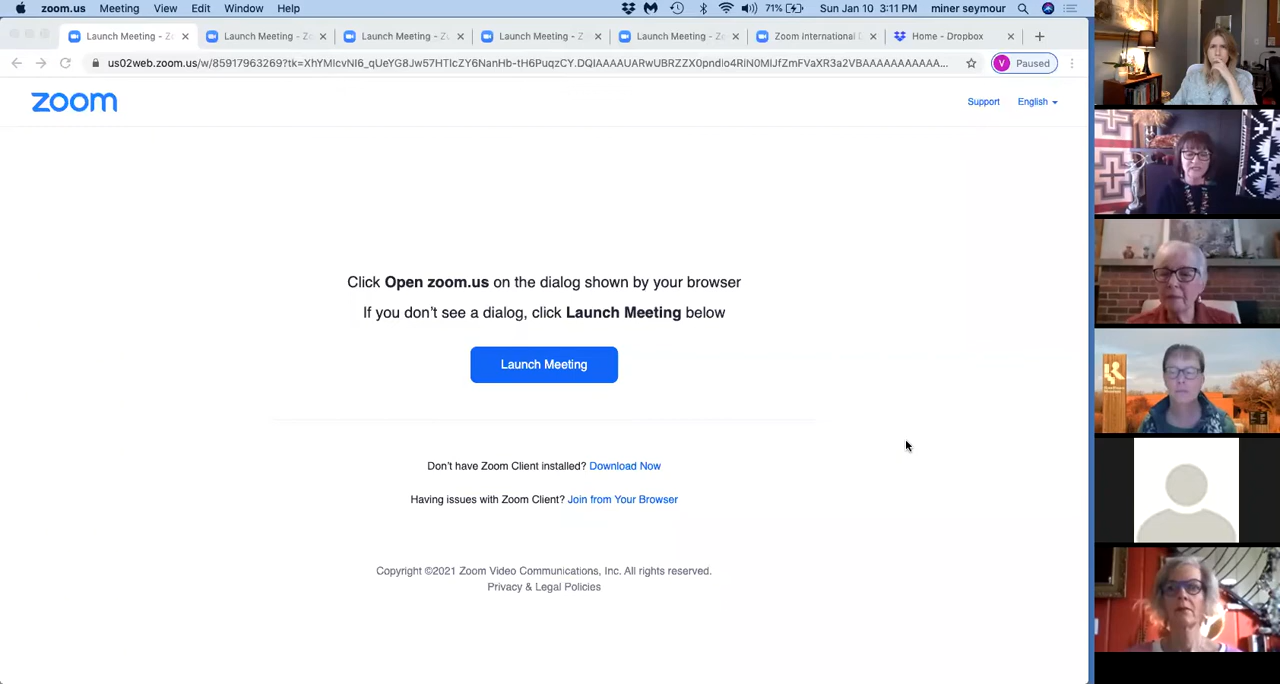 zoom.us Meeting View Edit Window Help 71% Sun Jan 10 3:11 PM miner seymour
Launch Meeting - Zo Launch Meeting - Zo Launch Meeting - Z Launch Meeting - Z Launch Meeting - Zo Zoom international D Home - Dropbox
V Paused
zoom
Support English
Click Open zoom.us on the dialog shown by your browser
If you don't see a dialog, click Launch Meeting below
Launch Meeting
Don't have Zoom Client installed? Download Now
Having issues with Zoom Client? Join from Your Browser
Copyright ©2021 Zoom Video Communications, Inc. All rights reserved.
Privacy & Legal Policies